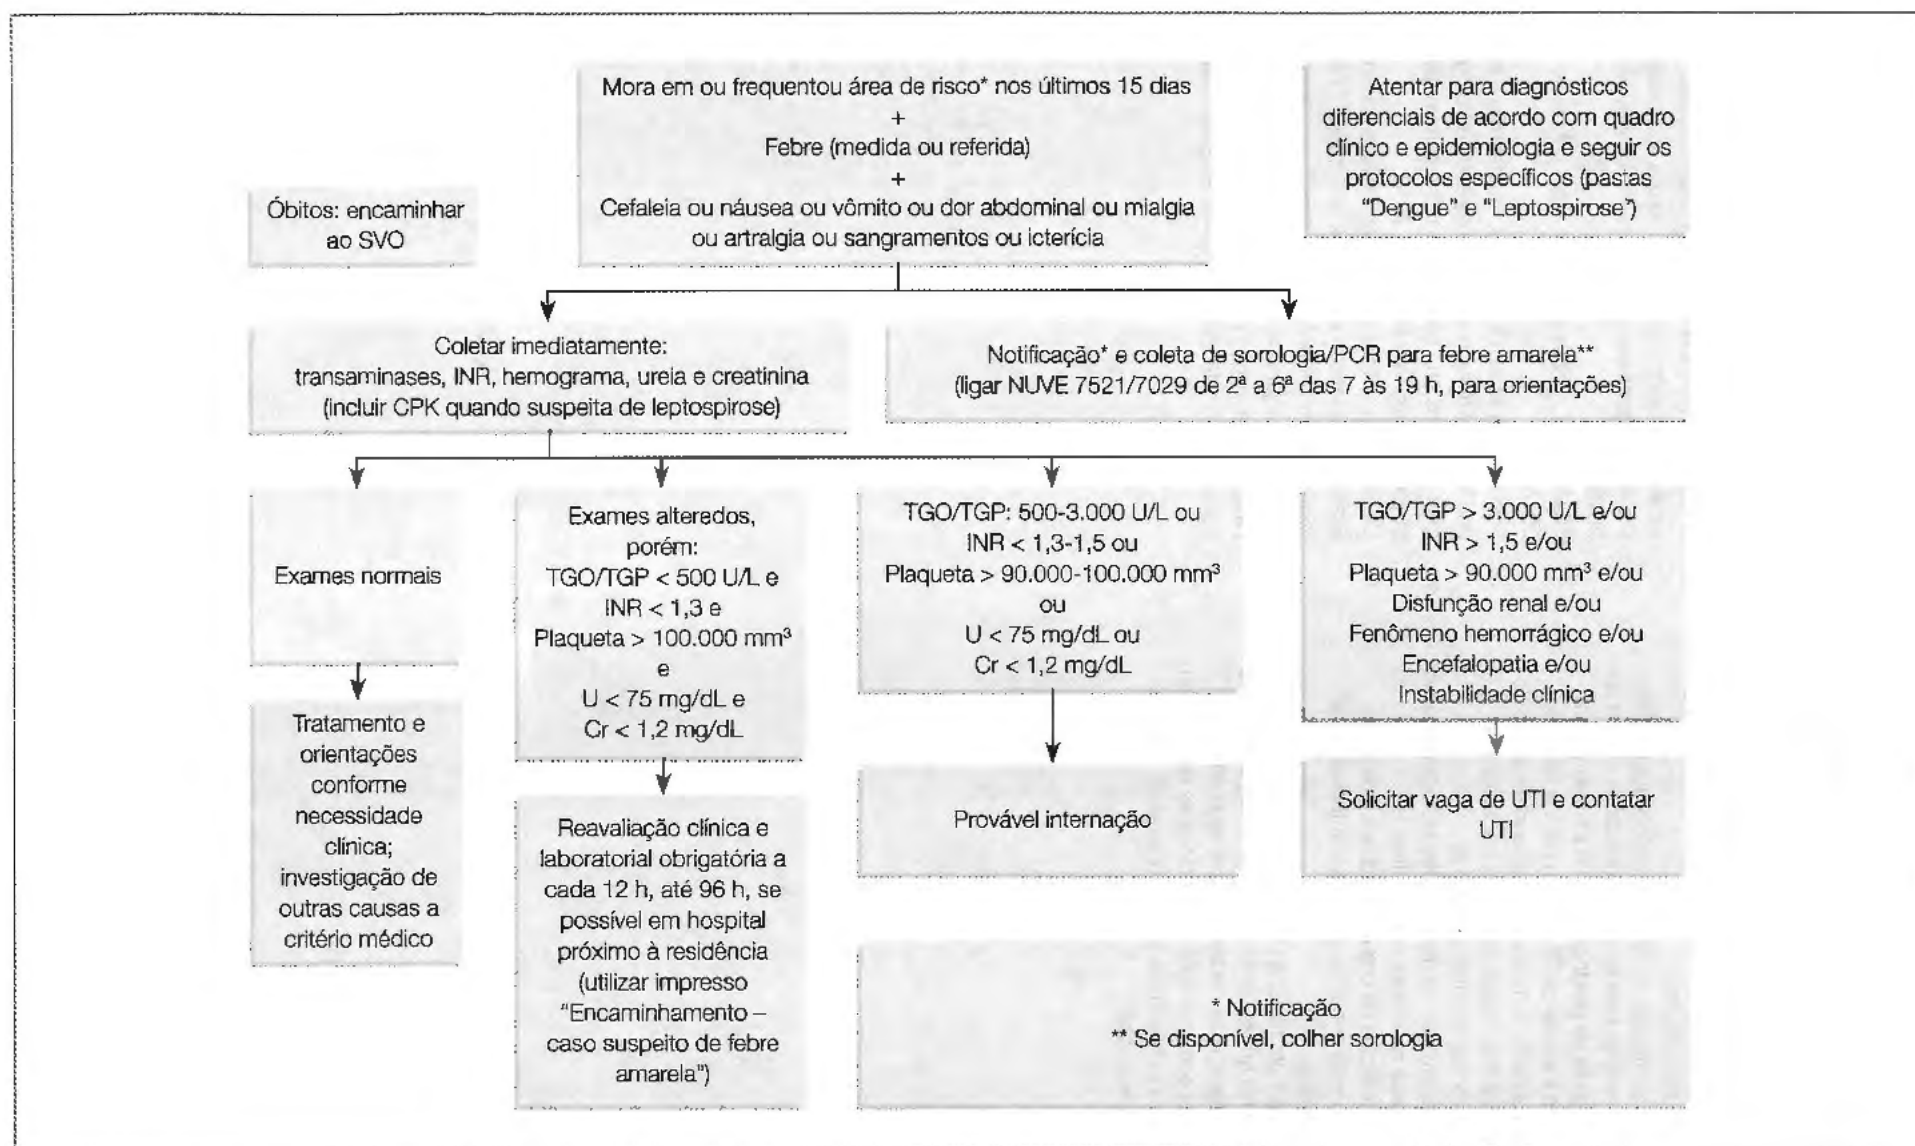 Mora em ou frequentou área de risco* nos últimos 15 dias
+
Febre (medida ou referida)
+
Cefaleia ou náusea ou vômito ou dor abdominal ou mialgia
ou artralgia ou sangramentos ou icterícia
Atentar para diagnósticos
diferenciais de acordo com quadro
clínico e epidemiologia e seguir os
protocolos específicos (pastas
“Dengue” e “Leptospirose”)
Óbitos: encaminhar
ao SVO
Coletar imediatamente:
transaminases, INR, hemograma, ureia e creatinina
(incluir CPK quando suspeita de leptospirose)
Notificação* e coleta de sorologia/PCR para febre amarela**
(ligar NUVE 7521/7029 de 2ª a 6ª das 7 às 19 h, para orientações)
Exames normais
Exames alteredos,
porém:
TGO/TGP < 500 U/L e
INR < 1,3 e
Plaqueta > 100.000 mm³
e
U < 75 mg/dL e
Cr < 1,2 mg/dL
TGO/TGP: 500-3.000 U/L ou
INR < 1,3-1,5 ou
Plaqueta > 90.000-100.000 mm³
ou
U < 75 mg/dL ou
Cr < 1,2 mg/dL
TGO/TGP > 3.000 U/L e/ou
INR > 1,5 e/ou
Plaqueta > 90.000 mm³ e/ou
Disfunção renal e/ou
Fenômeno hemorrágico e/ou
Encefalopatia e/ou
Instabilidade clínica
Tratamento e
orientações
conforme
necessidade
clínica;
investigação de
outras causas a
critério médico
Reavaliação clínica e
laboratorial obrigatória a
cada 12 h, até 96 h, se
possível em hospital
próximo à residência
(utilizar impresso
“Encaminhamento –
caso suspeito de febre
amarela”)
Provável internação
Solicitar vaga de UTI e contatar
UTI
* Notificação
** Se disponível, colher sorologia